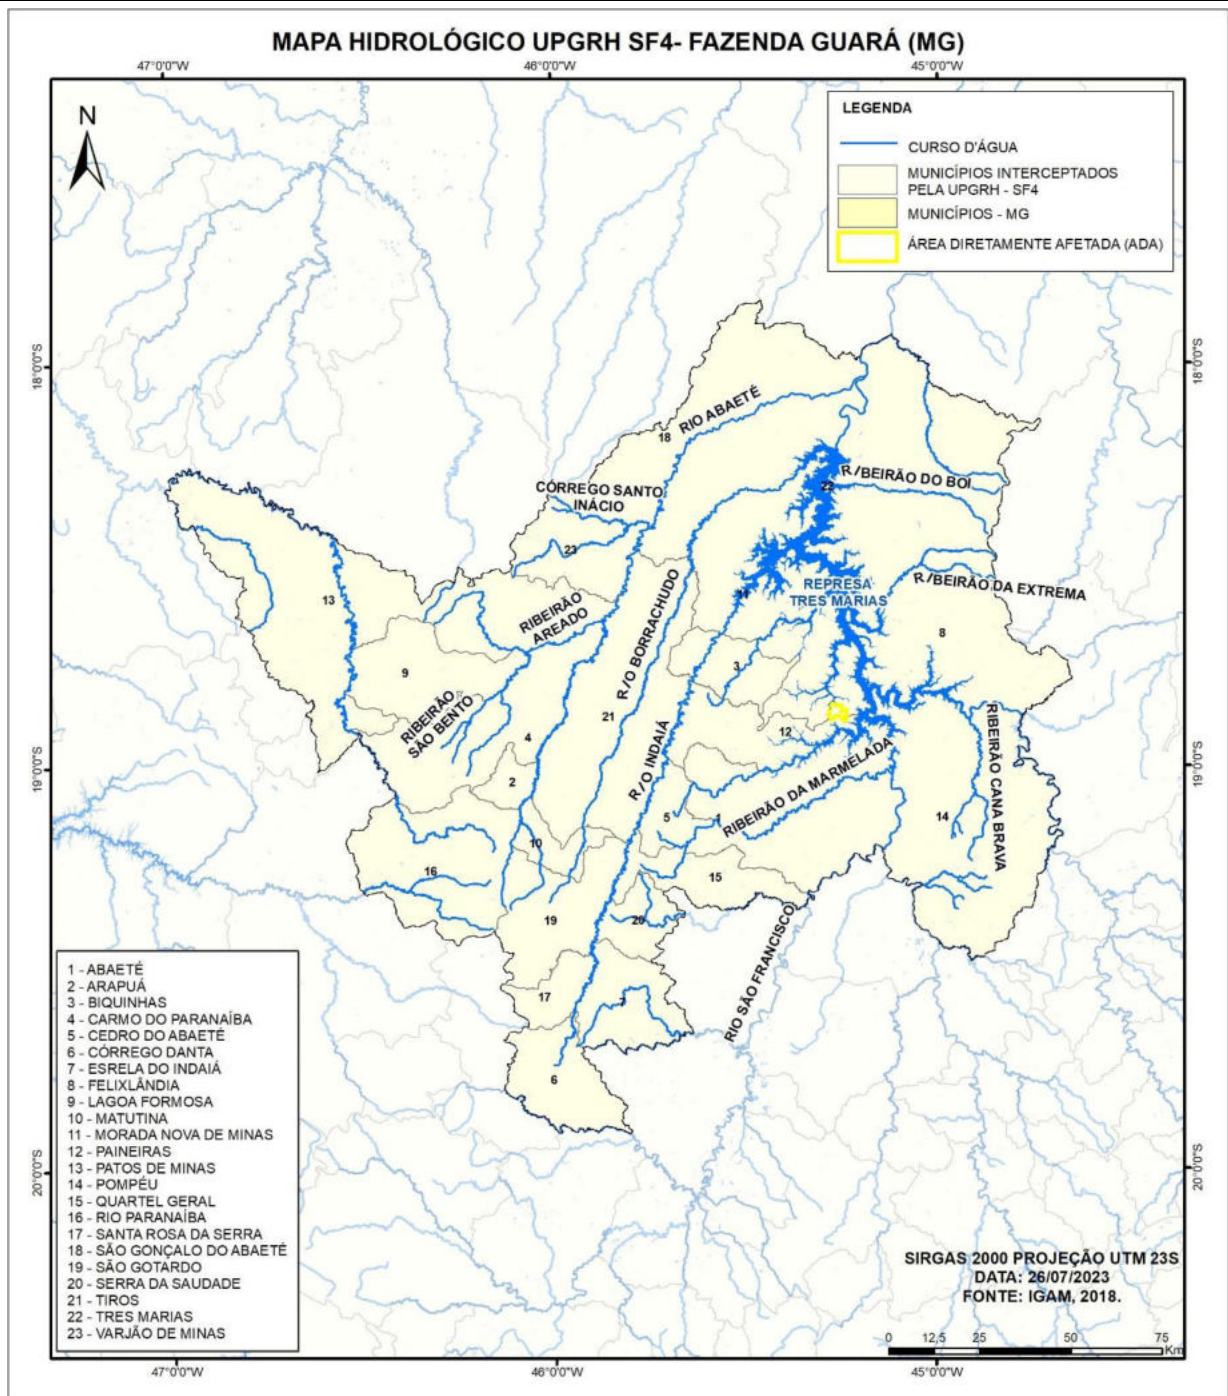 MAPA HIDROLÓGICO UPGRH SF4- FAZENDA GUARÁ (MG)
47°0'0"W
46°0'0"W
45°0'0"W
N
LEGENDA
CURSO D'ÁGUA
MUNICÍPIOS INTERCEPTADOS
PELA UPGRH - SF4
MUNICÍPIOS - MG
ÁREA DIRETAMENTE AFETADA (ADA)
18°0'0"S
18°0'0"S
RIO ABAETÉ
18
R/BEIRÃO DO BOI
22
CÓRREGO SANTO
INÁCIO
23
R/BEIRÃO DA EXTREMA
REPRESA
TRES MARIAS
11
13
RIBEIRÃO
AREADO
R/O BORRACHUDO
8
3
9
RIBEIRÃO
SÃO BENTO
21
4
12
R/O INDAIÁ
RIBEIRÃO CANA BRAVA
19°0'0"S
19°0'0"S
2
RIBEIRÃO DA MARMELADA
5
1
14
10
16
15
19
20
RIO SÃO FRANCISCO
17
7
6
1 - ABAETÉ
2 - ARAPUÁ
3 - BIQUINHAS
4 - CARMO DO PARANAÍBA
5 - CEDRO DO ABAETÉ
6 - CÓRREGO DANTA
7 - ESRELA DO INDAIÁ
8 - FELIXLÂNDIA
9 - LAGOA FORMOSA
10 - MATUTINA
11 - MORADA NOVA DE MINAS
12 - PAINEIRAS
13 - PATOS DE MINAS
14 - POMPÉU
15 - QUARTEL GERAL
16 - RIO PARANAÍBA
17 - SANTA ROSA DA SERRA
18 - SÃO GONÇALO DO ABAETÉ
19 - SÃO GOTARDO
20 - SERRA DA SAUDADE
21 - TIROS
22 - TRES MARIAS
23 - VARJÃO DE MINAS
20°0'0"S
20°0'0"S
SIRGAS 2000 PROJEÇÃO UTM 23S
DATA: 26/07/2023
FONTE: IGAM, 2018.
0 12,5 25 50 75
Km
47°0'0"W
46°0'0"W
45°0'0"W